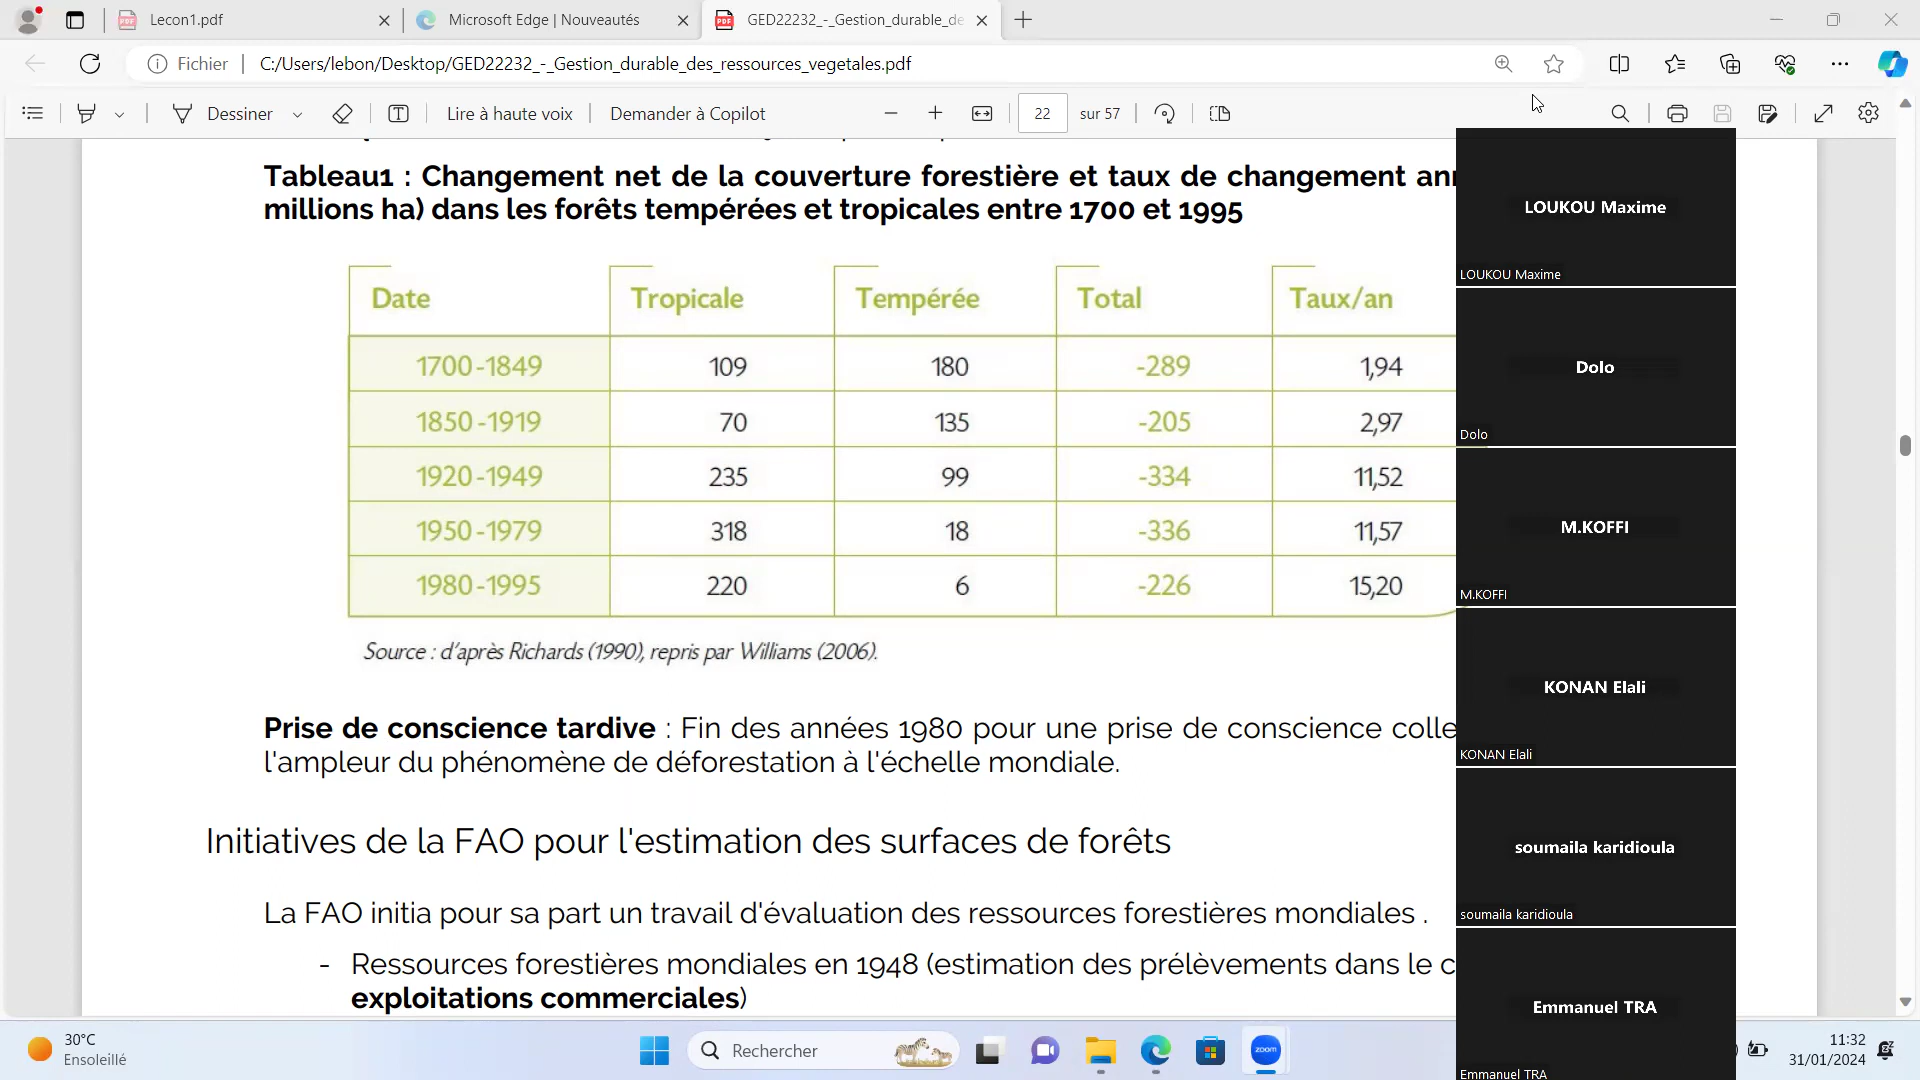 Lecon1.pdf
Microsoft Edge | Nouveautés
GED22232_-_Gestion_durable_de
Fichier
C:/Users/lebon/Desktop/GED22232_-_Gestion_durable_des_ressources_vegetales.pdf
Dessiner
Lire à haute voix
Demander à Copilot
22
sur 57
Tableau1 : Changement net de la couverture forestière et taux de changement
millions ha) dans les forêts tempérées et tropicales entre 1700 et 1995
Date Tropicale Tempérée Total Taux/an
1700-1849 109 180 -289 1,94
1850-1919 70 135 -205 2,97
1920-1949 235 99 -334 11,52
1950-1979 318 18 -336 11,57
1980-1995 220 6 -226 15,20
Source : d'après Richards (1990), repris par Williams (2006).
Prise de conscience tardive : Fin des années 1980 pour une prise de conscience colle
l'ampleur du phénomène de déforestation à l'échelle mondiale.
Initiatives de la FAO pour l'estimation des surfaces de forêts
La FAO initia pour sa part un travail d'évaluation des ressources forestières mondiales .
- Ressources forestières mondiales en 1948 (estimation des prélèvements dans le c
exploitations commerciales)
LOUKOU Maxime
LOUKOU Maxime
Dolo
Dolo
M.KOFFI
M.KOFFI
KONAN Elali
KONAN Elali
soumaila karidioula
soumaila karidioula
Emmanuel TRA
Emmanuel TRA
30°C
Ensoleillé
Rechercher
zoom
11:32
31/01/2024